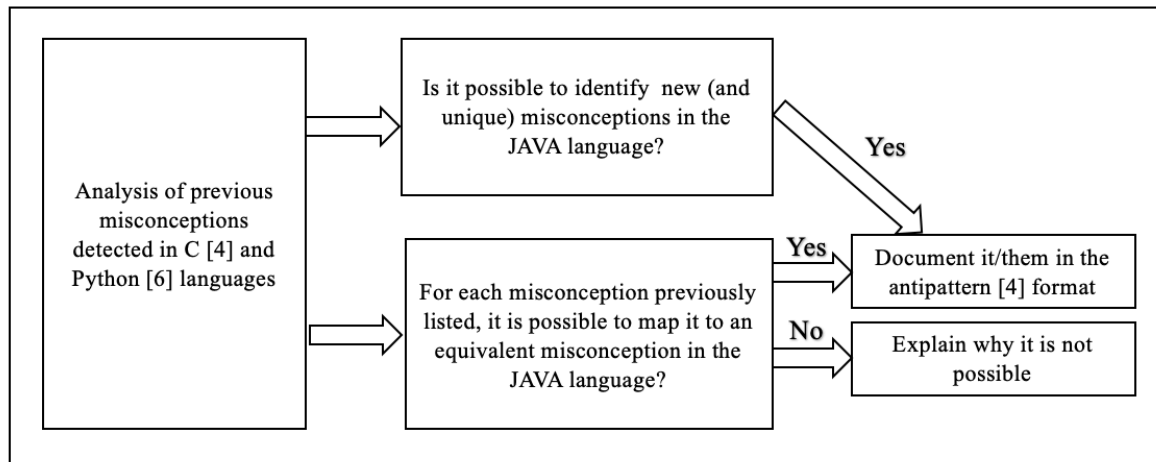 Analysis of previous
misconceptions
detected in C [4] and
Python [6] languages
Is it possible to identify new (and
unique) misconceptions in the
JAVA language?
Yes
For each misconception previously
listed, it is possible to map it to an
equivalent misconception in the
JAVA language?
Yes
No
Document it/them in the
antipattern [4] format
Explain why it is not
possible